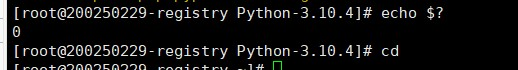 [root@200250229-registry Python-3.10.4]# echo $?
0
[root@200250229-registry Python-3.10.4]# cd
[root@200250229-registry ~]#